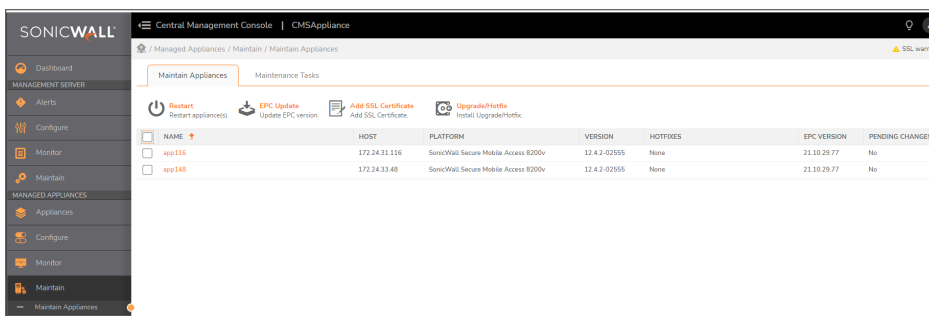 SONICWALL
Central Management Console | CMSAppliance
/ Managed Appliances / Maintain / Maintain Appliances
SSL warn
Dashboard
MANAGEMENT SERVER
Alerts
Configure
Monitor
Maintain
MANAGED APPLIANCES
Appliances
Configure
Monitor
Maintain
Maintain Appliances
Maintain Appliances Maintenance Tasks
Restart EPC Update Add SSL Certificate Upgrade/Hotfix
Restart appliance(s). Update EPC version. Add SSL Certificate. Install Upgrade/Hotfix.
NAME HOST PLATFORM VERSION HOTFIXES EPC VERSION PENDING CHANGES
app116 172.24.31.116 SonicWall Secure Mobile Access 8200v 12.4.2-02555 None 21.10.29.77 No
app148 172.24.33.48 SonicWall Secure Mobile Access 8200v 12.4.2-02555 None 21.10.29.77 No